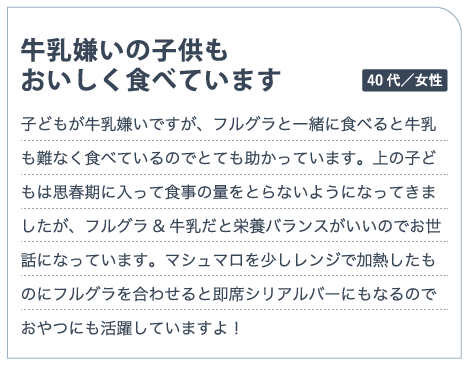 牛乳嫌いの子供も
おいしく食べています
40代／女性
子どもが牛乳嫌いですが、フルグラと一緒に食べると牛乳
も難なく食べているのでとても助かっています。上の子ど
もは思春期に入って食事の量をとらないようになってきま
したが、フルグラ & 牛乳だと栄養バランスがいいのでお世
話になっています。マシュマロを少しレンジで加熱したも
のにフルグラを合わせると即席シリアルバーにもなるので
おやつにも活躍していますよ！